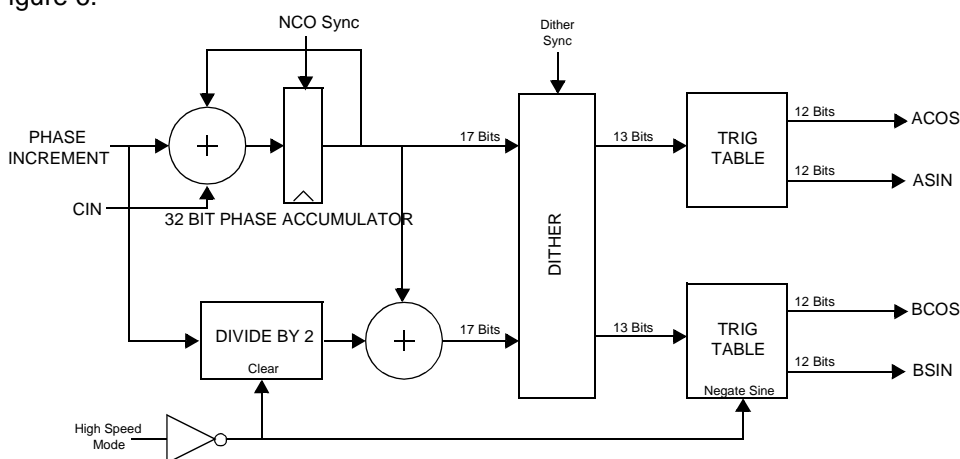 NCO Sync
Dither
Sync
PHASE
INCREMENT
CIN
+
32 BIT PHASE ACCUMULATOR
17 Bits
DITHER
13 Bits
TRIG
TABLE
12 Bits
ACOS
12 Bits
ASIN
DIVIDE BY 2
Clear
+
17 Bits
13 Bits
TRIG
TABLE
Negate Sine
12 Bits
BCOS
12 Bits
BSIN
High Speed
Mode